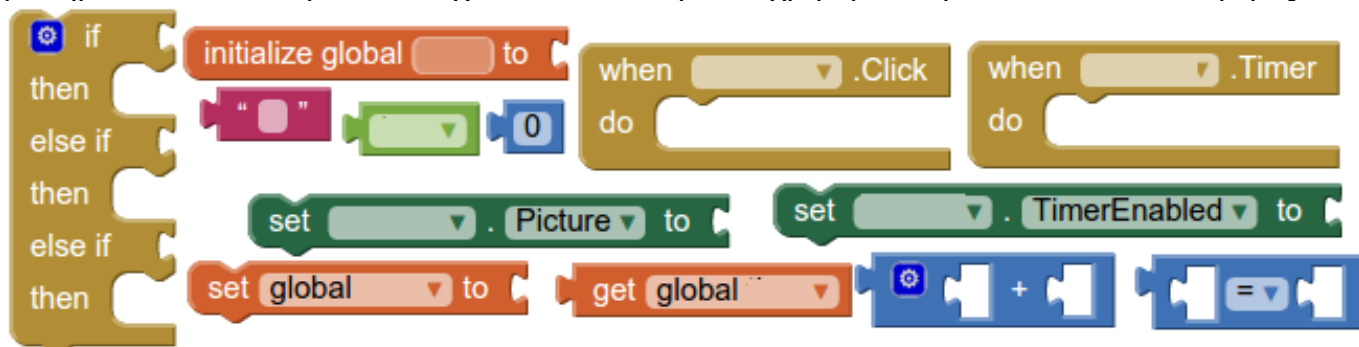 if
then
else if
then
else if
then
initialize global to
" "
0
when .Click
do
when .Timer
do
set . Picture to
set . TimerEnabled to
set global to
get global
+
=